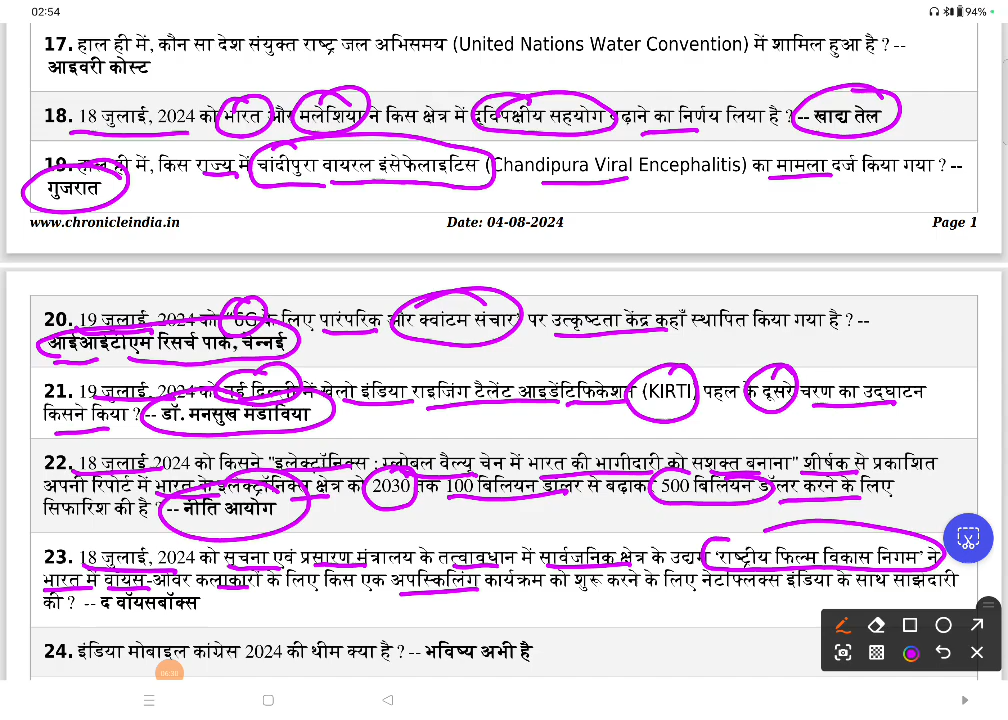 02:54
94%
17. हाल ही में, कौन सा देश संयुक्त राष्ट्र जल अभिसमय (United Nations Water Convention) में शामिल हुआ है ? --
आइवरी कोस्ट
18. 18 जुलाई, 2024 को भारत और मलेशिया ने किस क्षेत्र में द्विपक्षीय सहयोग बढ़ाने का निर्णय लिया है ? -- खाद्य तेल
19. हाल ही में, किस राज्य में चांदीपुरा वायरल इंसेफेलाइटिस (Chandipura Viral Encephalitis) का मामला दर्ज किया गया ? --
गुजरात
www.chronicleindia.in Date: 04-08-2024 Page 1
20. 19 जुलाई, 2024 को "6G के लिए पारंपरिक और क्वांटम संचार" पर उत्कृष्टता केंद्र कहाँ स्थापित किया गया है ? --
आईआईटीएम रिसर्च पार्क, चेन्नई
21. 19 जुलाई, 2024 को नई दिल्ली में खेलो इंडिया राइजिंग टैलेंट आइडेंटिफिकेशन (KIRTI) पहल के दूसरे चरण का उद्घाटन
किसने किया ? -- डॉ. मनसुख मंडाविया
22. 18 जुलाई 2024 को किसने "इलेक्ट्रॉनिक्स : ग्लोबल वैल्यू चेन में भारत की भागीदारी को सशक्त बनाना" शीर्षक से प्रकाशित
अपनी रिपोर्ट में भारत के इलेक्ट्रॉनिक्स क्षेत्र को 2030 तक 100 बिलियन डॉलर से बढ़ाकर 500 बिलियन डॉलर करने के लिए
सिफारिश की है ? -- नीति आयोग
23. 18 जुलाई, 2024 को सूचना एवं प्रसारण मंत्रालय के तत्वावधान में सार्वजनिक क्षेत्र के उद्यम 'राष्ट्रीय फिल्म विकास निगम' ने
भारत में वॉयस-ओवर कलाकारों के लिए किस एक अपस्किलिंग कार्यक्रम को शुरू करने के लिए नेटफ्लिक्स इंडिया के साथ साझेदारी
की ? -- द वॉयसबॉक्स
24. इंडिया मोबाइल कांग्रेस 2024 की थीम क्या है ? -- भविष्य अभी है